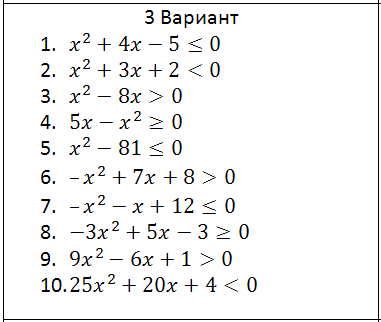 3 Вариант
1. x² + 4x − 5 ≤ 0
2. x² + 3x + 2 < 0
3. x² − 8x > 0
4. 5x − x² ≥ 0
5. x² − 81 ≤ 0
6. −x² + 7x + 8 > 0
7. −x² − x + 12 ≤ 0
8. −3x² + 5x − 3 ≥ 0
9. 9x² − 6x + 1 > 0
10. 25x² + 20x + 4 < 0